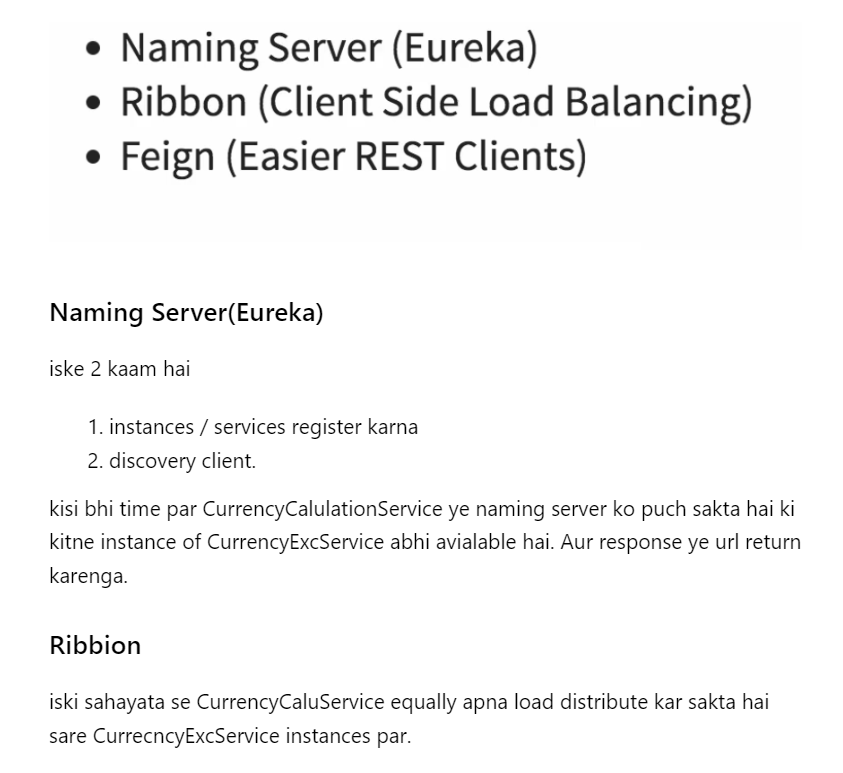 • Naming Server (Eureka)
• Ribbon (Client Side Load Balancing)
• Feign (Easier REST Clients)
Naming Server(Eureka)
iske 2 kaam hai
1. instances / services register karna
2. discovery client.
kisi bhi time par CurrencyCalulationService ye naming server ko puch sakta hai ki
kitne instance of CurrencyExcService abhi avialable hai. Aur response ye url return
karenga.
Ribbion
iski sahayata se CurrencyCaluService equally apna load distribute kar sakta hai
sare CurrecncyExcService instances par.